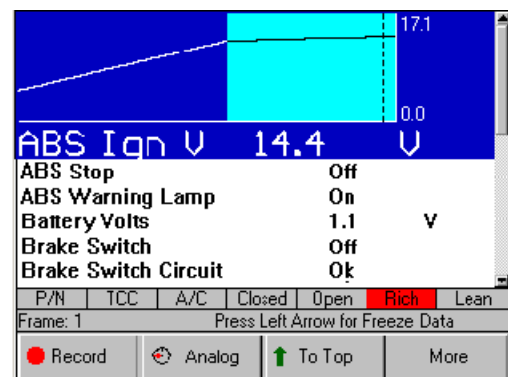 17.1
0.0
ABS Ign V 14.4 V
ABS Stop Off
ABS Warning Lamp On
Battery Volts 1.1 V
Brake Switch Off
Brake Switch Circuit Ok
P/N TCC A/C Closed Open Rich Lean
Frame: 1 Press Left Arrow for Freeze Data
Record Analog To Top More